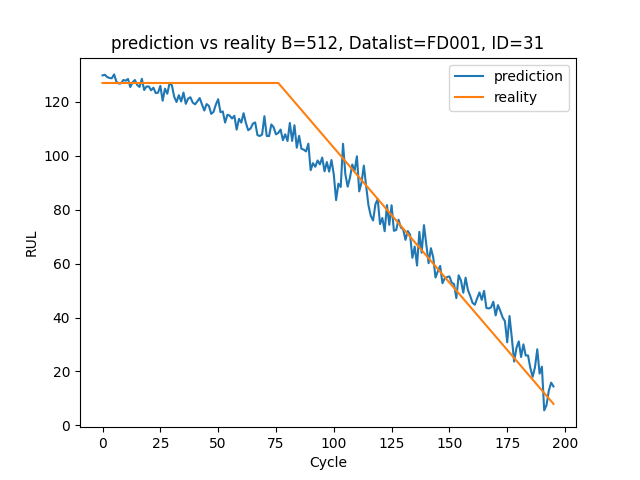 prediction vs reality B=512, Datalist=FD001, ID=31
prediction
reality
RUL
120
100
80
60
40
20
0
0 25 50 75 100 125 150 175 200
Cycle